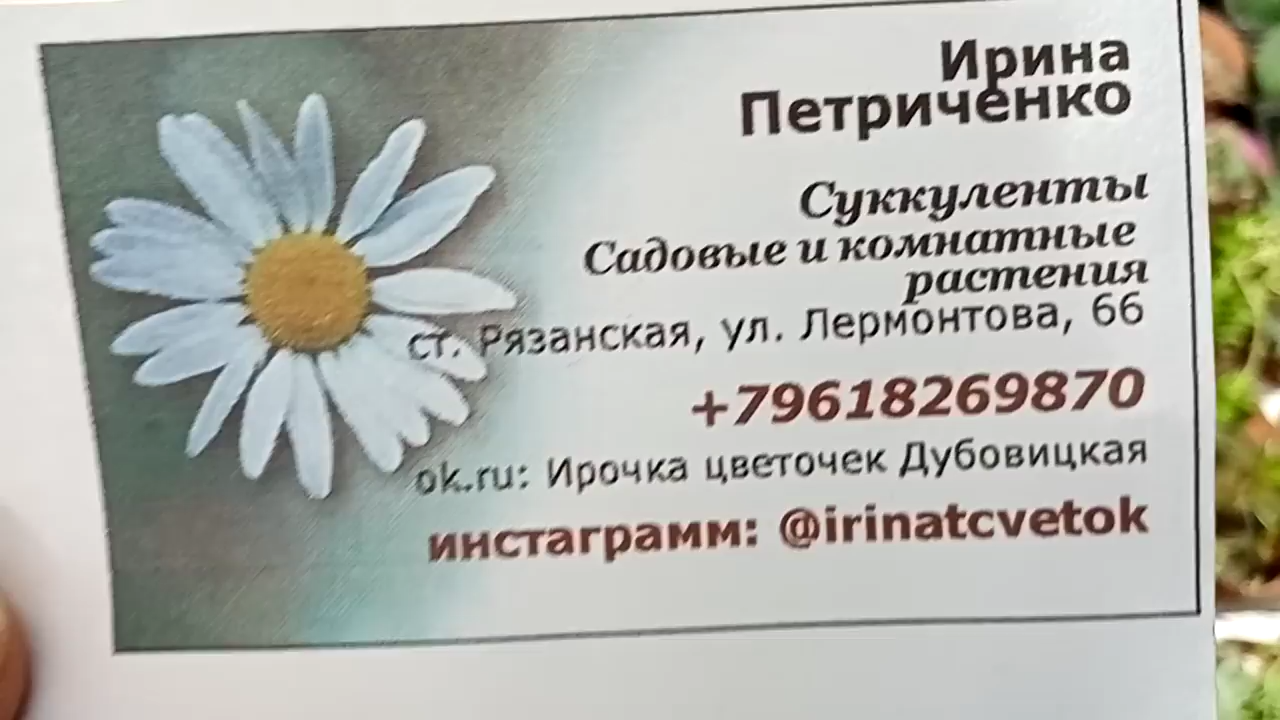 Ирина
Петриченко
Суккуленты
Садовые и комнатные
растения
ст. Рязанская, ул. Лермонтова, 66
+79618269870
ok.ru: Ирочка цветочек Дубовицкая
инстаграмм: @irinatcvetok